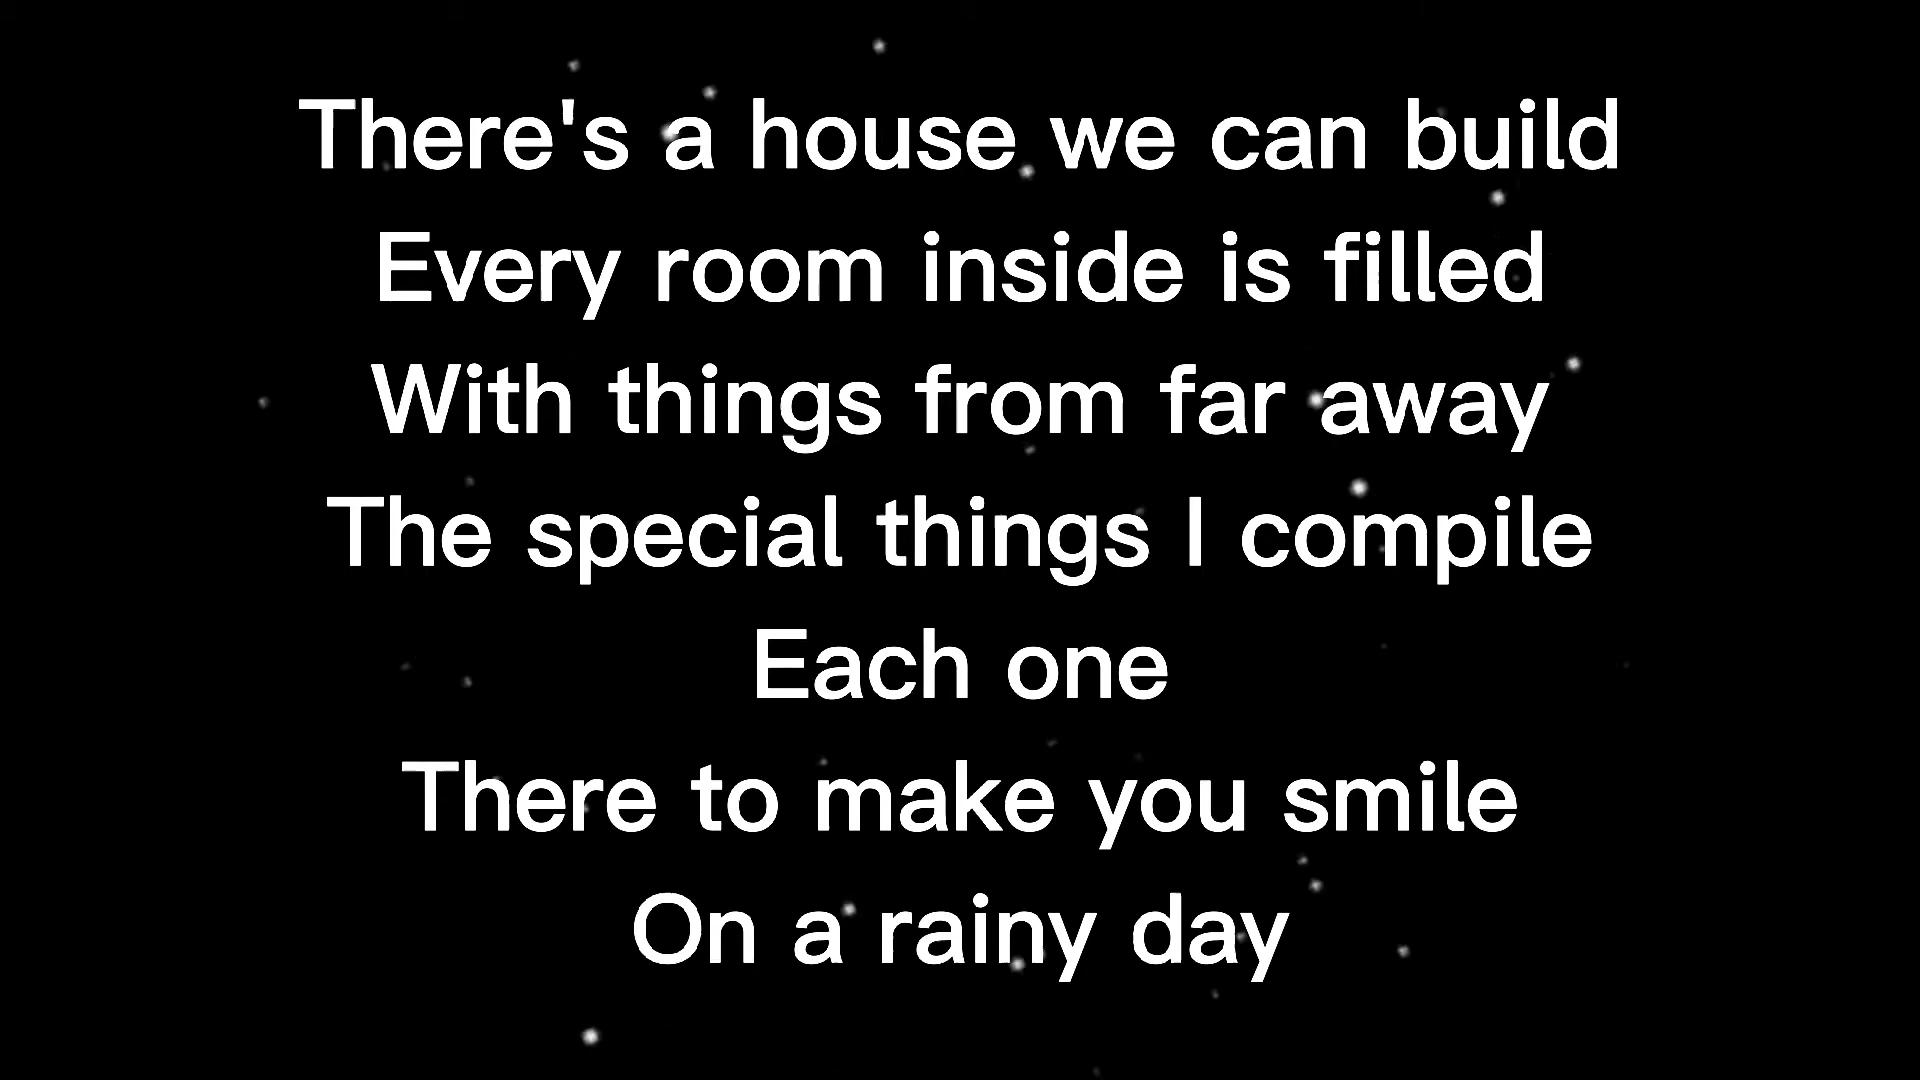 There's a house we can build
Every room inside is filled
With things from far away
The special things I compile
Each one
There to make you smile
On a rainy day